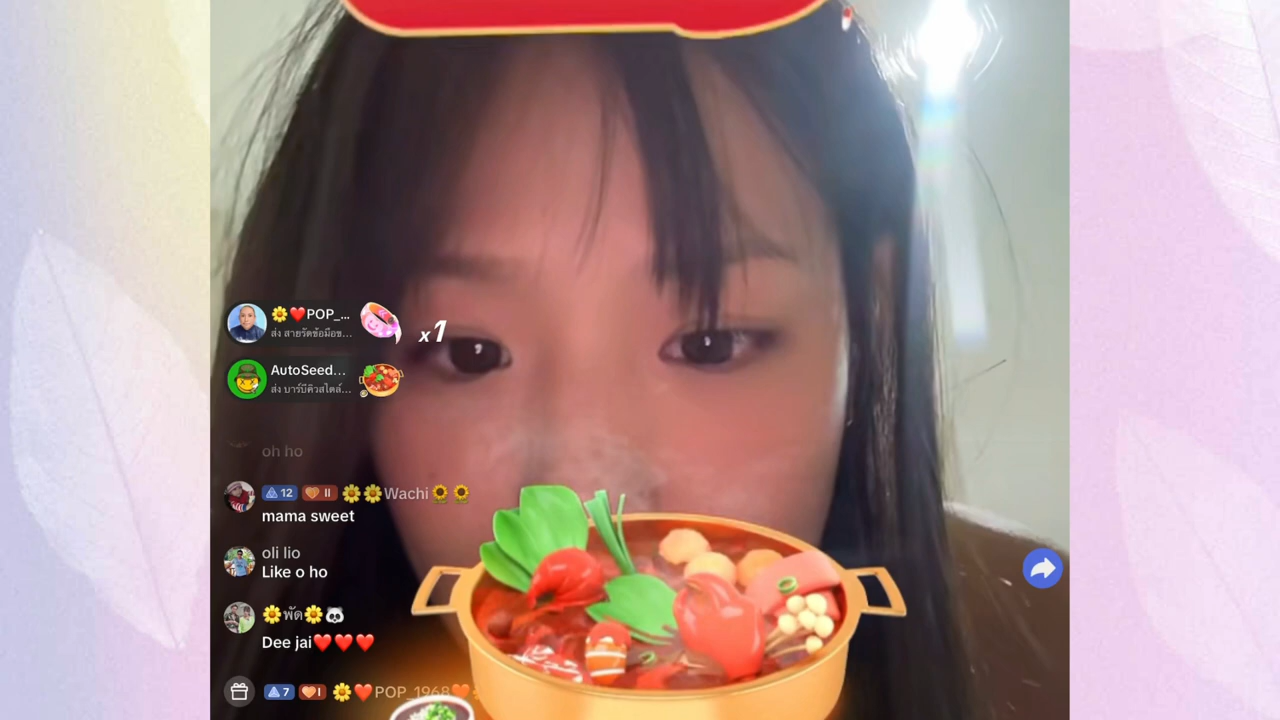 🌼❤️POP_...
ส่ง สายรัดข้อมือข...
x1
AutoSeed...
ส่ง บาร์บีคิวสไตล์...
oh ho
12 II 🌼🌼Wachi🌻🌻
mama sweet
oli lio
Like o ho
🌼พัด🌼🐼
Dee jai❤️❤️❤️
7 I 🌼❤️POP_1968🧡